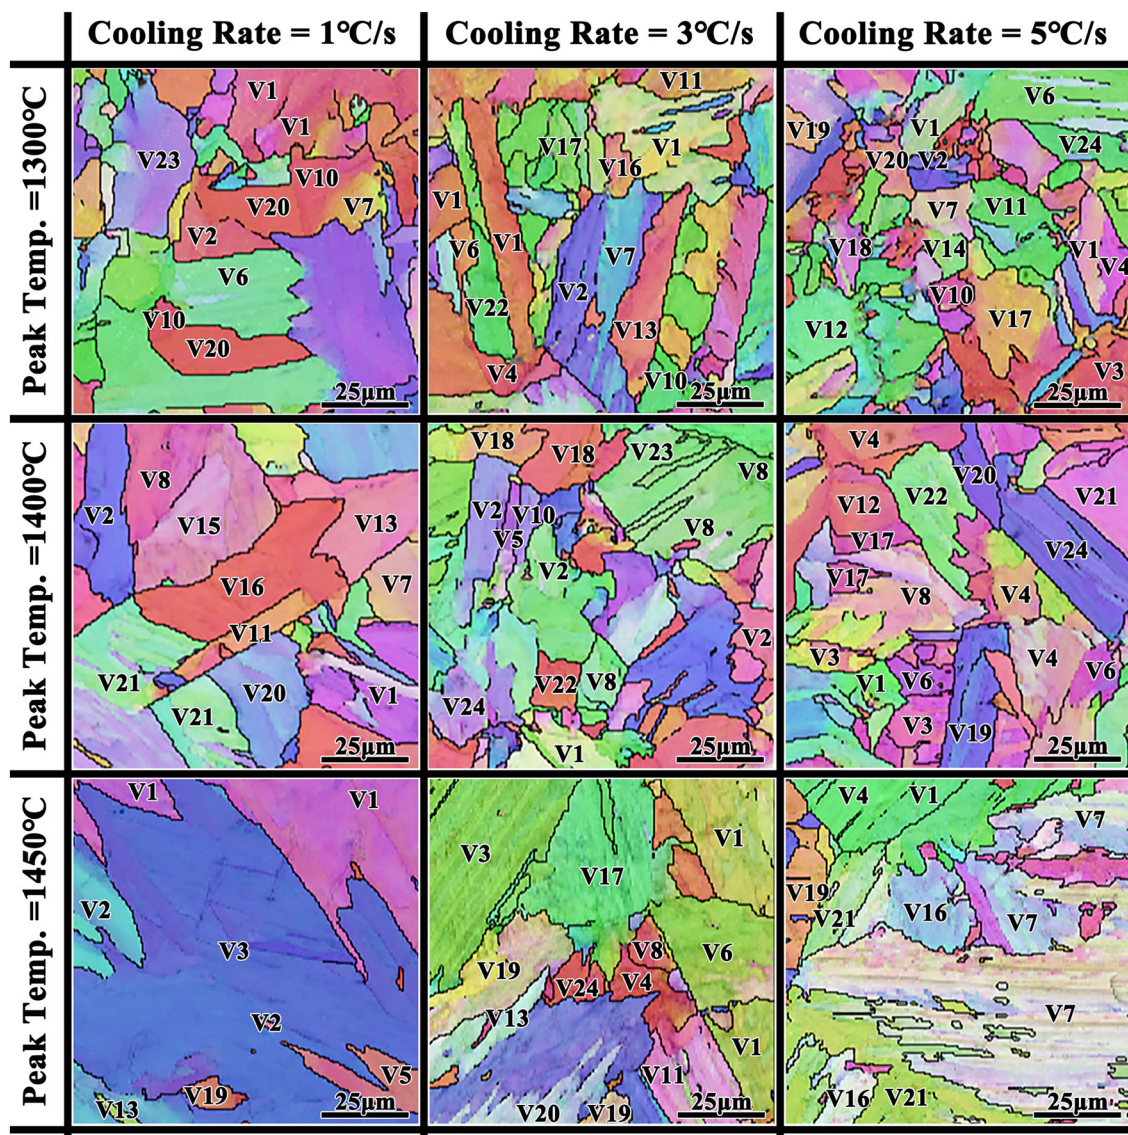 Cooling Rate = 1℃/s
Cooling Rate = 3℃/s
Cooling Rate = 5℃/s
Peak Temp. =1300℃
V1
V1
V23
V10
V20
V7
V2
V6
V10
V20
25μm
V11
V17
V1
V16
V1
V6
V1
V7
V2
V22
V13
V4
V10
25μm
V6
V19
V1
V24
V20
V2
V7
V11
V18
V14
V1
V4
V10
V12
V17
V3
25μm
Peak Temp. =1400℃
V8
V2
V15
V13
V16
V7
V11
V21
V20
V1
V21
25μm
V18
V18
V23
V8
V2
V10
V5
V8
V2
V2
V22
V8
V24
V1
25μm
V4
V20
V22
V21
V12
V17
V24
V17
V8
V4
V3
V4
V1
V6
V6
V3
V19
25μm
Peak Temp. =1450℃
V1
V1
V2
V3
V2
V5
V19
V13
25μm
V3
V1
V17
V8
V6
V19
V24
V4
V13
V1
V11
V20
V19
25μm
V4
V1
V7
V19
V21
V16
V7
V7
V16
V21
25μm